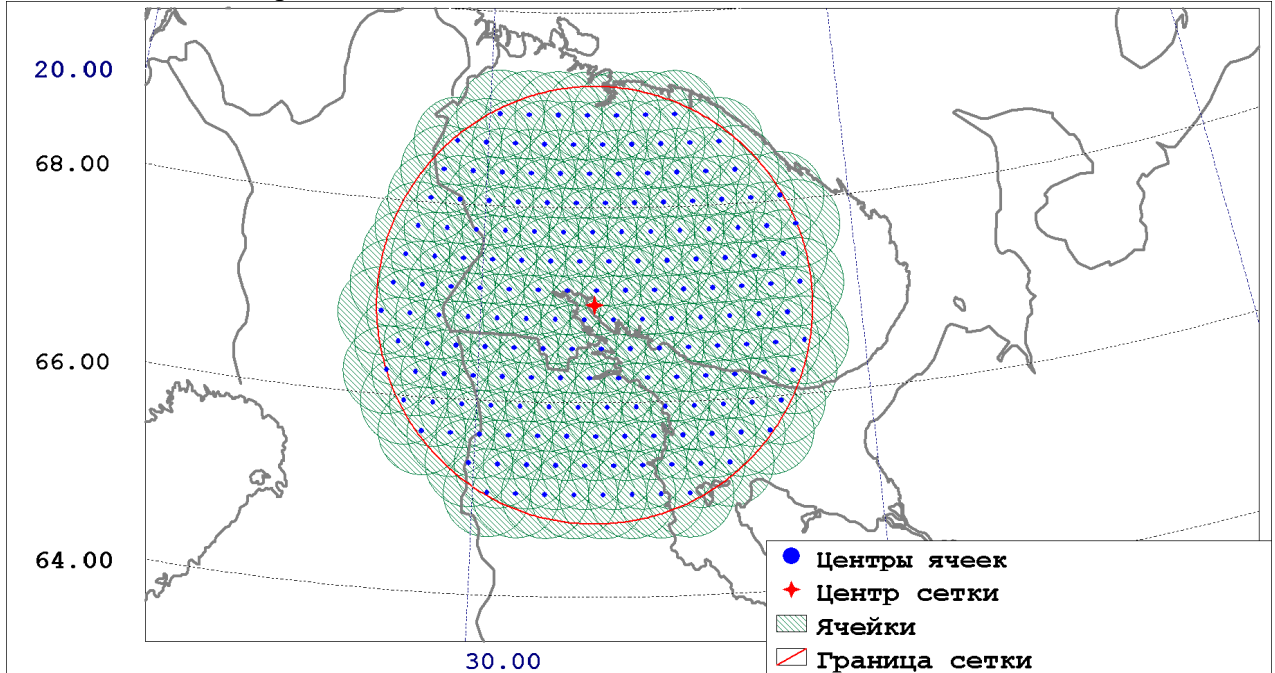 20.00
68.00
66.00
64.00
30.00
Центры ячеек
Центр сетки
Ячейки
Граница сетки